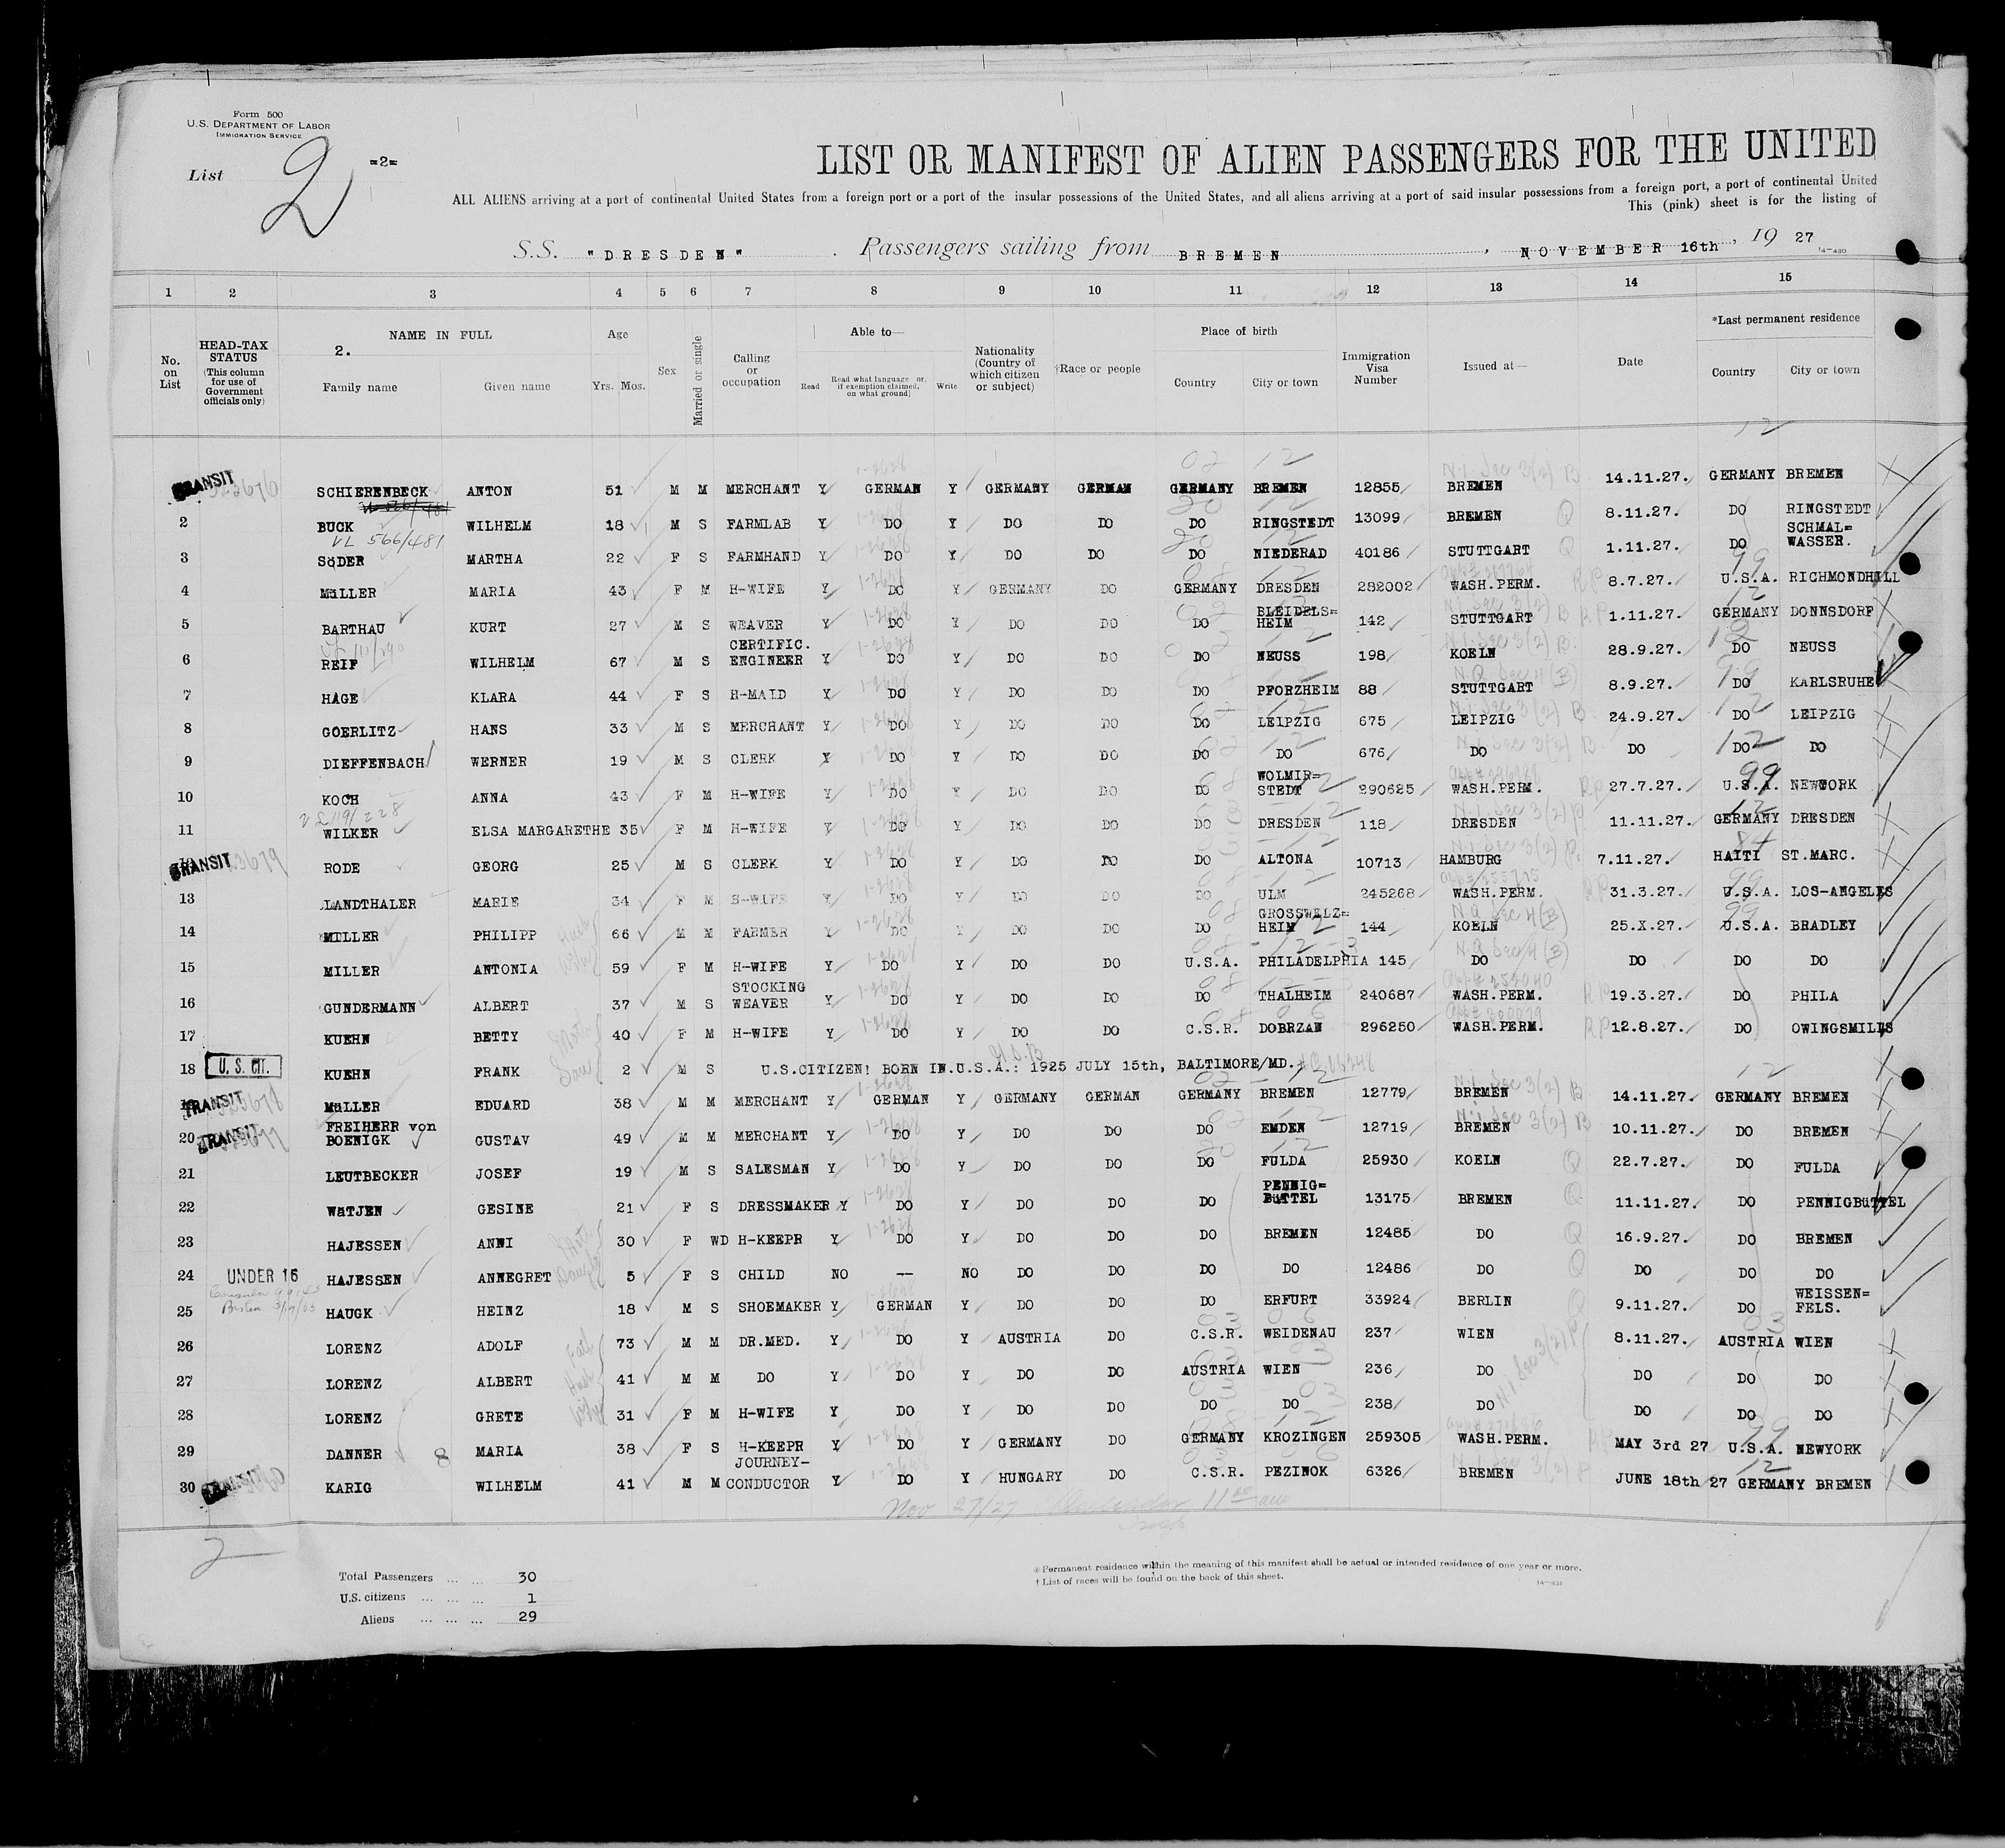 Form 500
U.S. DEPARTMENT OF LABOR
IMMIGRATION SERVICE
List 2 =2=
LIST OR MANIFEST OF ALIEN PASSENGERS FOR THE UNITED
ALL ALIENS arriving at a port of continental United States from a foreign port or a port of the insular possessions of the United States, and all aliens arriving at a port of said insular possessions from a foreign port, a port of continental United
This (pink) sheet is for the listing of
S.S. "DRESDEN". Passengers sailing from BREMEN, NOVEMBER 16th, 19 27
14-430
1 2 3 4 5 6 7 8 9 10 11 12 13 14 15
No. on List
HEAD-TAX STATUS (This column for use of Government officials only)
NAME IN FULL
2.
Family name Given name
Age
Yrs. Mos.
Sex
Married or single
Calling or occupation
Able to—
Read
Read what language or, if exemption claimed, on what ground)
Write
Nationality (Country of which citizen or subject)
†Race or people
Place of birth
Country City or town
Immigration Visa Number
Issued at—
Date
*Last permanent residence
Country City or town
TRANSIT SCHIERENBECK ANTON 51 M M MERCHANT Y GERMAN Y GERMANY GERMAN GERMANY BREMEN 12855 BREMEN 14.11.27. GERMANY BREMEN
2 BUCK WILHELM 18 M S FARMLAB Y DO Y DO DO DO RINGSTEDT 13099 BREMEN 8.11.27. DO RINGSTEDT
VL 566/481
3 SöDER MARTHA 22 F S FARMHAND Y DO Y DO DO DO NIEDERAD 40186 STUTTGART 1.11.27. DO SCHMAL= WASSER.
4 MüLLER MARIA 43 F M H-WIFE Y DO Y GERMANY DO GERMANY DRESDEN 282002 WASH.PERM. 8.7.27. U.S.A. RICHMONDHILL
5 BARTHAU KURT 27 M S WEAVER Y DO Y DO DO DO BLEIDELS= HEIM 142 STUTTGART 1.11.27. GERMANY DONNSDORF
6 REIF WILHELM 67 M S CERTIFIC. ENGINEER Y DO Y DO DO DO NEUSS 198 KOELN 28.9.27. DO NEUSS
7 HAGE KLARA 44 F S H-MAID Y DO Y DO DO DO PFORZHEIM 88 STUTTGART 8.9.27. DO KARLSRUHE
8 GOERLITZ HANS 33 M S MERCHANT Y DO Y DO DO DO LEIPZIG 675 LEIPZIG 24.9.27. DO LEIPZIG
9 DIEFFENBACH WERNER 19 M S CLERK Y DO Y DO DO DO DO 676 DO DO DO DO
10 KOCH ANNA 43 F M H-WIFE Y DO Y DO DO DO WOLMIR= STEDT 290625 WASH.PERM. 27.7.27. U.S.A. NEWYORK
11 WILKER ELSA MARGARETHE 35 F M H-WIFE Y DO Y DO DO DO DRESDEN 118 DRESDEN 11.11.27. GERMANY DRESDEN
TRANSIT RODE GEORG 25 M S CLERK Y DO Y DO DO DO ALTONA 10713 HAMBURG 7.11.27. HAITI ST.MARC.
13 LANDTHALER MARIE 34 F M H-WIFE Y DO Y DO DO DO ULM 245268 WASH.PERM. 31.3.27. U.S.A. LOS-ANGELES
14 MILLER PHILIPP 66 M M FARMER Y DO Y DO DO DO GROSSWELZ= HEIM 144 KOELN 25.X.27. U.S.A. BRADLEY
15 MILLER ANTONIA 59 F M H-WIFE Y DO Y DO DO U.S.A. PHILADELPHIA 145 DO DO DO DO
16 GUNDERMANN ALBERT 37 M S STOCKING WEAVER Y DO Y DO DO DO THALHEIM 240687 WASH.PERM. 19.3.27. DO PHILA
17 KUEHN BETTY 40 F M H-WIFE Y DO Y DO DO C.S.R. DOBRZAN 296250 WASH.PERM. 12.8.27. DO OWINGSMILLS
18 U.S. CIT. KUEHN FRANK 2 M S U.S.CITIZEN! BORN IN.U.S.A.: 1925 JULY 15th, BALTIMORE/MD.
TRANSIT MüLLER EDUARD 38 M M MERCHANT Y GERMAN Y GERMANY GERMAN GERMANY BREMEN 12779 BREMEN 14.11.27. GERMANY BREMEN
20 TRANSIT FREIHERR von BOENIGK GUSTAV 49 M M MERCHANT Y DO Y DO DO DO EMDEN 12719 BREMEN 10.11.27. DO BREMEN
21 LEUTBECKER JOSEF 19 M S SALESMAN Y DO Y DO DO DO FULDA 25930 KOELN 22.7.27. DO FULDA
22 WäTJEN GESINE 21 F S DRESSMAKER Y DO Y DO DO DO PENNIG= BüTTEL 13175 BREMEN 11.11.27. DO PENNIGBüTTEL
23 HAJESSEN ANNI 30 F WD H-KEEPR Y DO Y DO DO DO BREMEN 12485 DO 16.9.27. DO BREMEN
24 UNDER 16 HAJESSEN ANNEGRET 5 F S CHILD NO -- NO DO DO DO DO 12486 DO DO DO DO
25 HAUGK HEINZ 18 M S SHOEMAKER Y GERMAN Y DO DO DO ERFURT 33924 BERLIN 9.11.27. DO WEISSEN= FELS.
26 LORENZ ADOLF 73 M M DR.MED. Y DO Y AUSTRIA DO C.S.R. WEIDENAU 237 WIEN 8.11.27. AUSTRIA WIEN
27 LORENZ ALBERT 41 M M DO Y DO Y DO DO AUSTRIA WIEN 236 DO DO DO DO
28 LORENZ GRETE 31 F M H-WIFE Y DO Y DO DO DO DO 238 DO DO DO DO
29 DANNER 8 MARIA 38 F S H-KEEPR Y DO Y GERMANY DO GERMANY KROZINGEN 259305 WASH.PERM. MAY 3rd 27 U.S.A. NEWYORK
30 KARIG WILHELM 41 M M JOURNEY- CONDUCTOR Y DO Y HUNGARY DO C.S.R. PEZINOK 6326 BREMEN JUNE 18th 27 GERMANY BREMEN
Nov 27/27
2
Total Passengers ... ... 30
U.S. citizens ... ... ... 1
Aliens ... ... ... 29
* Permanent residence within the meaning of this manifest shall be actual or intended residence of one year or more.
† List of races will be found on the back of this sheet.
14-431